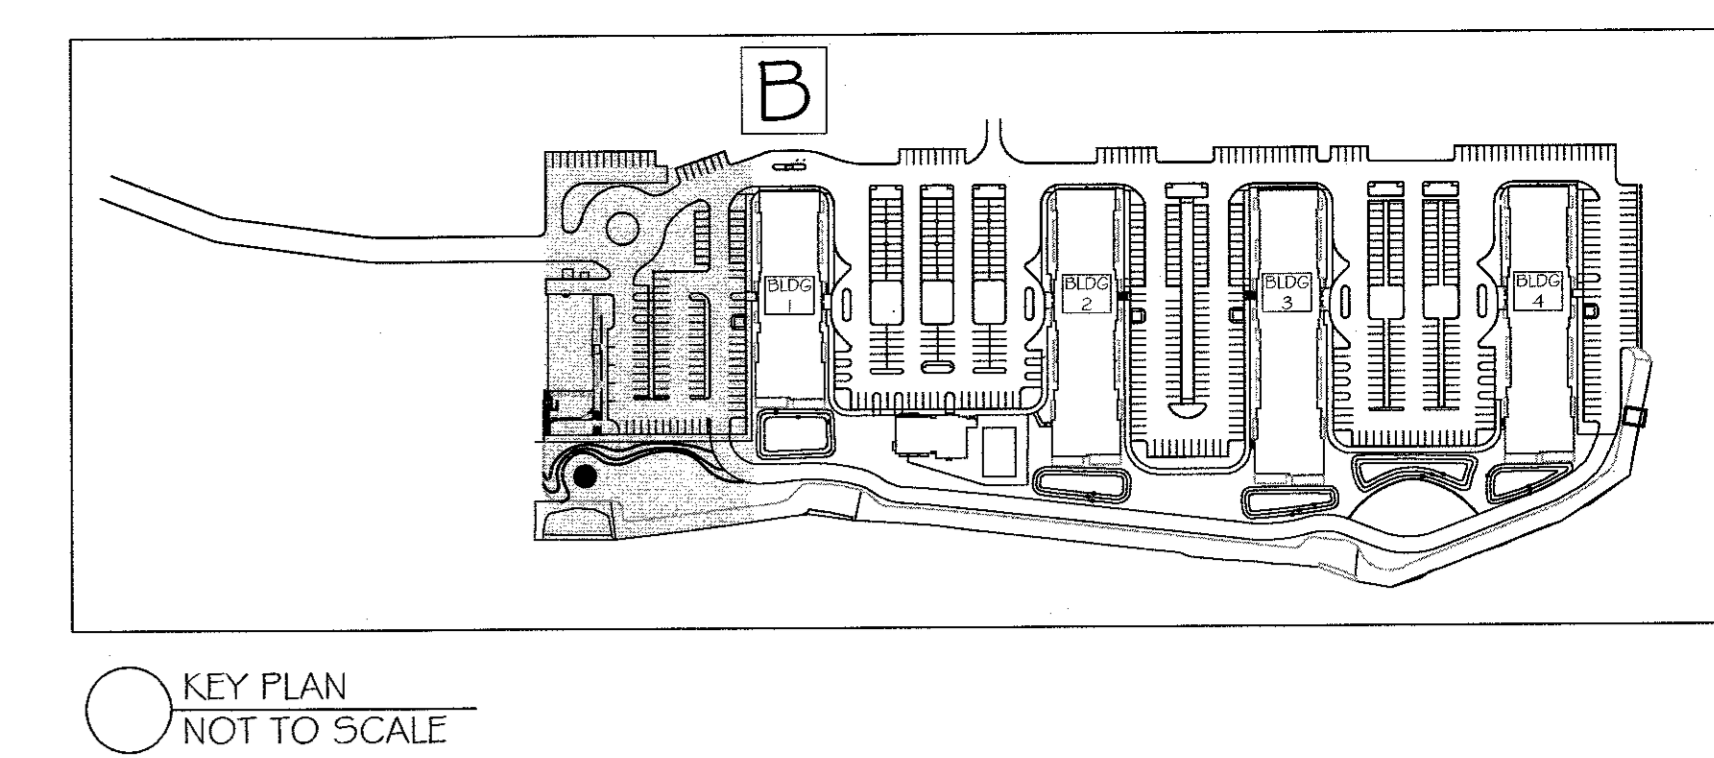 B
BLDG
1
BLDG
2
BLDG
3
BLDG
4
KEY PLAN
NOT TO SCALE